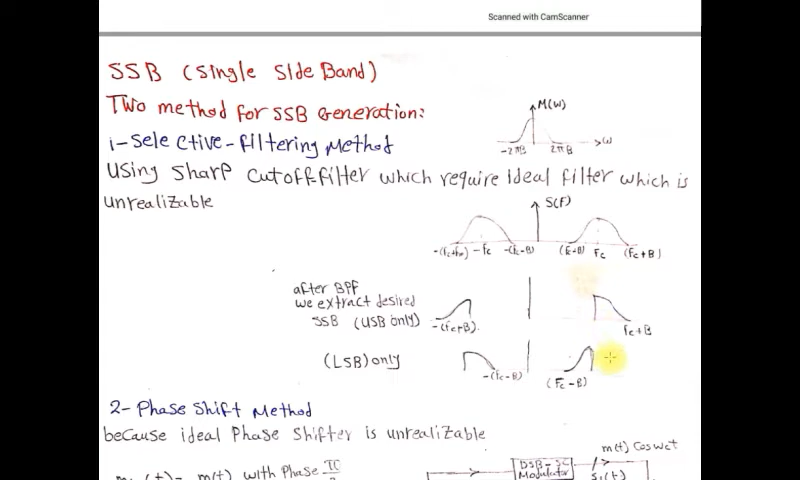 Scanned with CamScanner
SSB (Single Side Band)
Two method for SSB Generation:
M(W)
1- Selective-filtering Method
-2πB 2πB ω
Using sharp cutoff filter which require ideal filter which is
unrealizable
S(F)
-fc -(fc-B) (fc-B) Fc (Fc+B)
after BPF
we extract desired
SSB (USB only) -(fc+B). fc+B
(LSB) only -(fc-B) (Fc-B)
2- Phase Shift Method
because ideal Phase shifter is unrealizable
m(t) Cos wct
(t)- m(t) with Phase π
DSB-SC
Modulator S1(t)